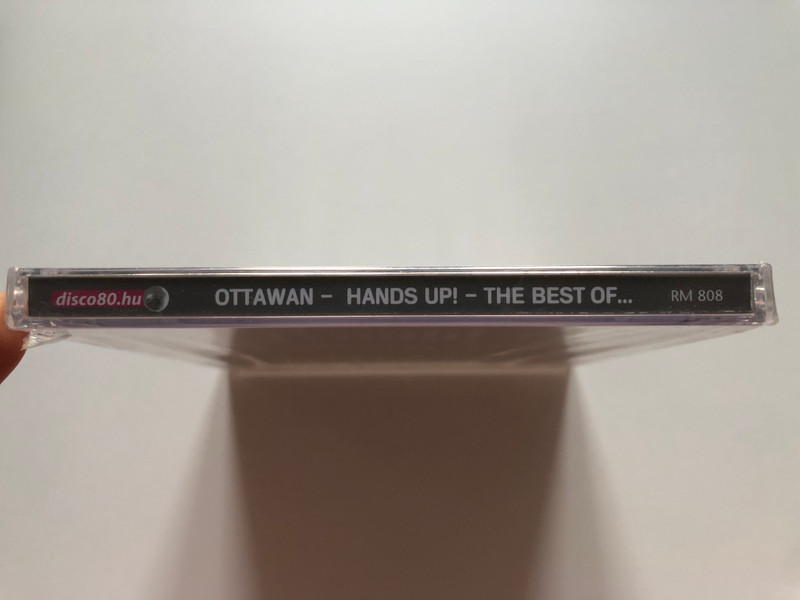 disco80.hu OTTAWAN – HANDS UP! – THE BEST OF... RM 808